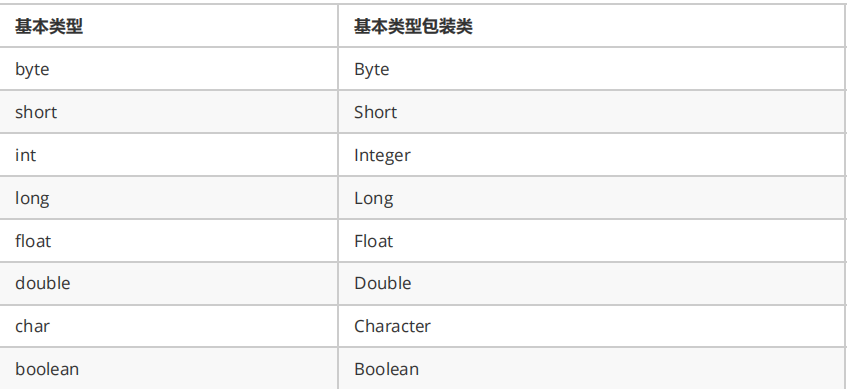 基本类型 基本类型包装类
byte Byte
short Short
int Integer
long Long
float Float
double Double
char Character
boolean Boolean